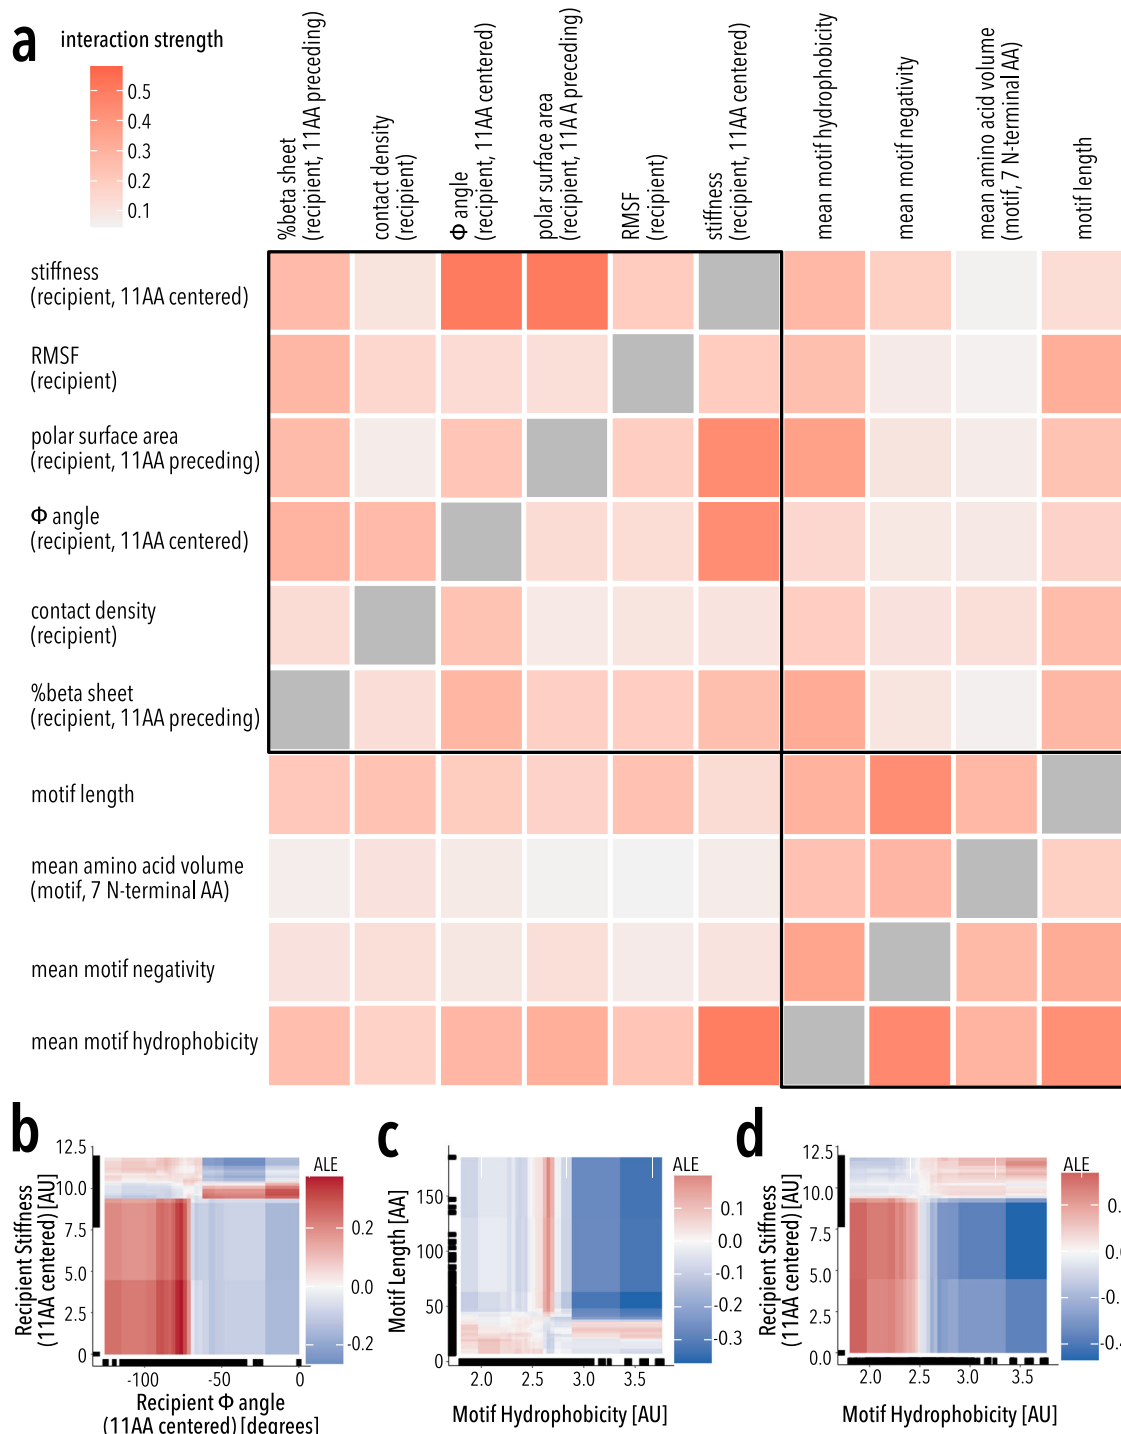 a
interaction strength
0.5
0.4
0.3
0.2
0.1
%beta sheet
(recipient, 11AA preceding)
contact density
(recipient)
Φ angle
(recipient, 11AA centered)
polar surface area
(recipient, 11A A preceding)
RMSF
(recipient)
stiffness
(recipient, 11AA centered)
mean motif hydrophobicity
mean motif negativity
mean amino acid volume
(motif, 7 N-terminal AA)
motif length
stiffness
(recipient, 11AA centered)
RMSF
(recipient)
polar surface area
(recipient, 11AA preceding)
Φ angle
(recipient, 11AA centered)
contact density
(recipient)
%beta sheet
(recipient, 11AA preceding)
motif length
mean amino acid volume
(motif, 7 N-terminal AA)
mean motif negativity
mean motif hydrophobicity
b
12.5
10.0
7.5
5.0
2.5
0
Recipient Stiffness
(11AA centered) [AU]
-100
-50
0
Recipient Φ angle
(11AA centered) [degrees]
ALE
0.2
0.0
-0.2
c
150
100
50
0
Motif Length [AA]
2.0
2.5
3.0
3.5
Motif Hydrophobicity [AU]
ALE
0.1
0.0
-0.1
-0.2
-0.3
d
12.5
10.0
7.5
5.0
2.5
0.0
Recipient Stiffness
(11AA centered) [AU]
2.0
2.5
3.0
3.5
Motif Hydrophobicity [AU]
ALE